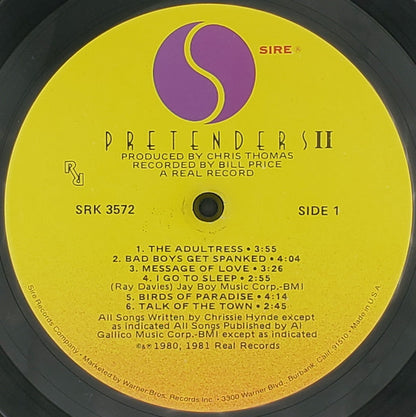 SIRE ®
PRETENDERS II
PRODUCED BY CHRIS THOMAS
RECORDED BY BILL PRICE
A REAL RECORD
SRK 3572
SIDE 1
1. THE ADULTRESS • 3:55
2. BAD BOYS GET SPANKED • 4:04
3. MESSAGE OF LOVE • 3:26
4. I GO TO SLEEP • 2:55
(Ray Davies) Jay Boy Music Corp.-BMI
5. BIRDS OF PARADISE • 4:14
6. TALK OF THE TOWN • 2:45
All Songs Written by Chrissie Hynde except
as indicated All Songs Published by Al
Gallico Music Corp.-BMI except as indicated
©℗ 1980, 1981 Real Records
Sire Records Company • Marketed by Warner Bros. Records Inc. • 3300 Warner Blvd., Burbank, Calif. 91510 • Made in U.S.A.